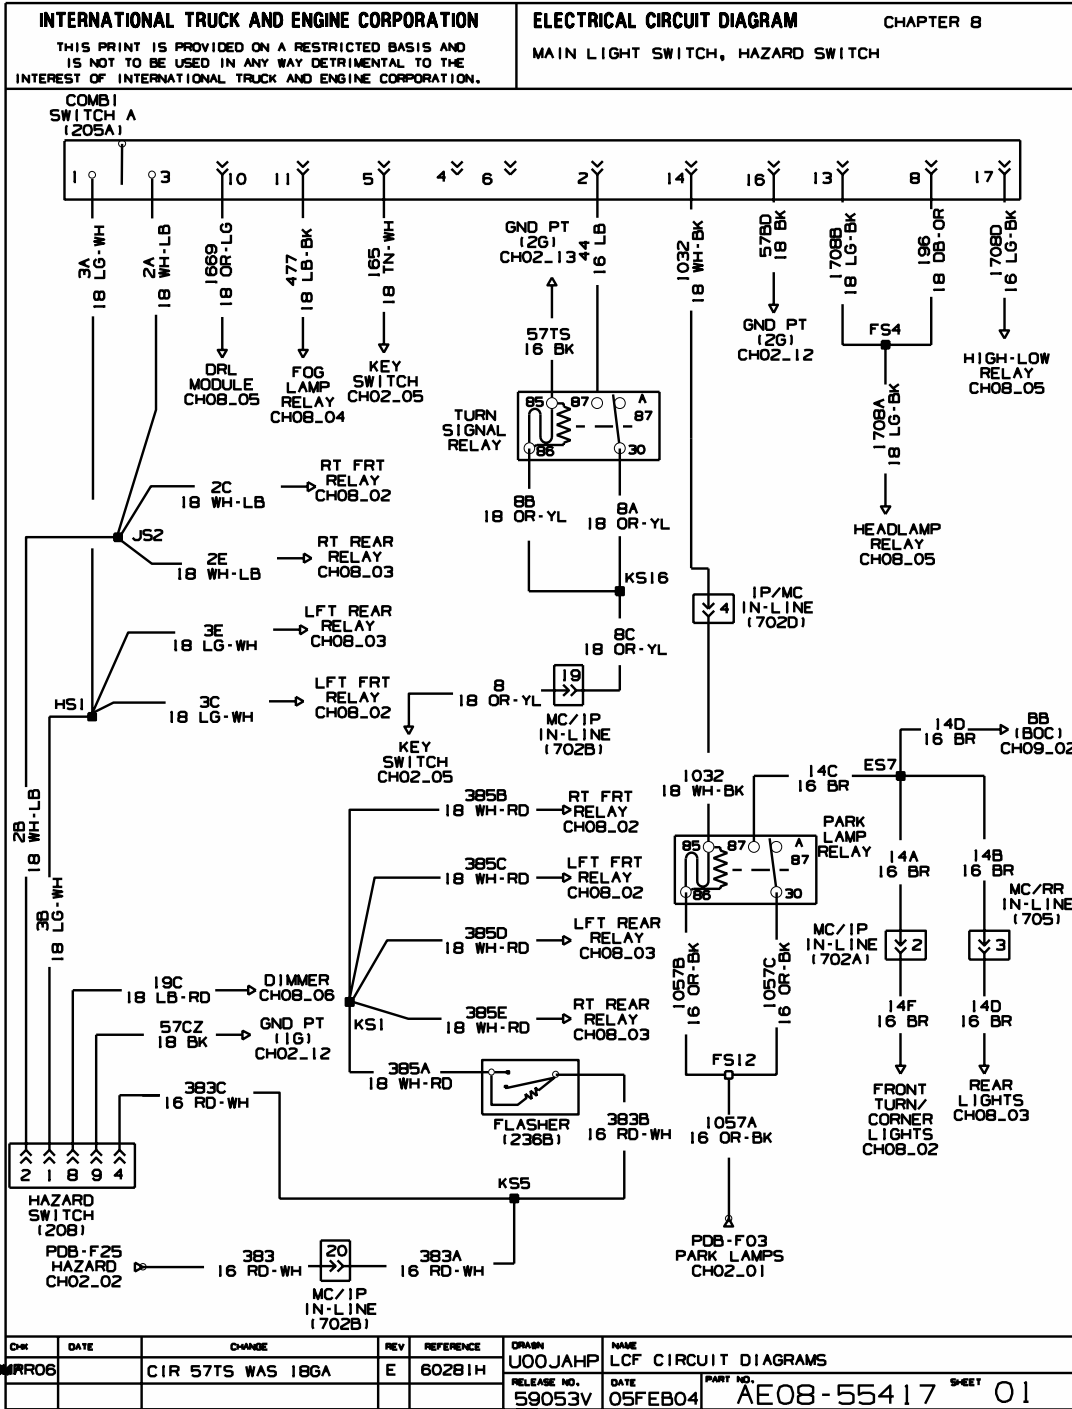 INTERNATIONAL TRUCK AND ENGINE CORPORATION
THIS PRINT IS PROVIDED ON A RESTRICTED BASIS AND
IS NOT TO BE USED IN ANY WAY DETRIMENTAL TO THE
INTEREST OF INTERNATIONAL TRUCK AND ENGINE CORPORATION.
ELECTRICAL CIRCUIT DIAGRAM CHAPTER 8
MAIN LIGHT SWITCH, HAZARD SWITCH
COMBI
SWITCH A
(205A)
1 3 10 11 5 4 6 2 14 16 13 8 17
3A
18 LG-WH
2A
18 WH-LB
1669
18 OR-LG
477
18 LB-BK
165
18 TN-WH
GND PT
(2G)
CH02_13
44
16 LB
1032
18 WH-BK
57BD
18 BK
1708B
18 LG-BK
196
18 DB-OR
1708D
16 LG-BK
DRL
MODULE
CH08_05
FOG
LAMP
RELAY
CH08_04
KEY
SWITCH
CH02_05
57TS
16 BK
GND PT
(2G)
CH02_12
FS4
HIGH-LOW
RELAY
CH08_05
TURN
SIGNAL
RELAY
85 87 A
87
86 30
1708A
18 LG-BK
HEADLAMP
RELAY
CH08_05
RT FRT
RELAY
CH08_02
2C
18 WH-LB
JS2
2E
18 WH-LB
RT REAR
RELAY
CH08_03
8B
18 OR-YL
8A
18 OR-YL
KS16
4
IP/MC
IN-LINE
(702D)
3E
18 LG-WH
LFT REAR
RELAY
CH08_03
8C
18 OR-YL
HS1
3C
18 LG-WH
LFT FRT
RELAY
CH08_02
8
18 OR-YL
19
MC/IP
IN-LINE
(702B)
KEY
SWITCH
CH02_05
14D
16 BR
BB
(BOC)
CH09_02
ES7
1032
18 WH-BK
14C
16 BR
2B
18 WH-LB
3B
18 LG-WH
385B
18 WH-RD
RT FRT
RELAY
CH08_02
PARK
LAMP
RELAY
85 87 A
87
86 30
385C
18 WH-RD
LFT FRT
RELAY
CH08_02
14A
16 BR
14B
16 BR
385D
18 WH-RD
LFT REAR
RELAY
CH08_03
MC/RR
IN-LINE
(705)
MC/IP
IN-LINE
(702A)
2 3
1057B
16 OR-BK
1057C
16 OR-BK
19C
18 LB-RD
DIMMER
CH08_06
57CZ
18 BK
GND PT
(1G)
CH02_12
KS1
385E
18 WH-RD
RT REAR
RELAY
CH08_03
14F
16 BR
14D
16 BR
385A
18 WH-RD
FS12
383C
16 RD-WH
FLASHER
(236B)
383B
16 RD-WH
1057A
16 OR-BK
FRONT
TURN/
CORNER
LIGHTS
CH08_02
REAR
LIGHTS
CH08_03
2 1 8 9 4
HAZARD
SWITCH
(208)
KS5
PDB-F25
HAZARD
CH02_02
383
16 RD-WH
20
383A
16 RD-WH
MC/IP
IN-LINE
(702B)
PDB-F03
PARK LAMPS
CH02_01
CHK DATE CHANGE REV REFERENCE
CIR 57TS WAS 18GA E 60281H
DRAWN
U00JAHP
NAME
LCF CIRCUIT DIAGRAMS
RELEASE NO.
59053V
DATE
05FEB04
PART NO.
AE08-55417
SHEET 01